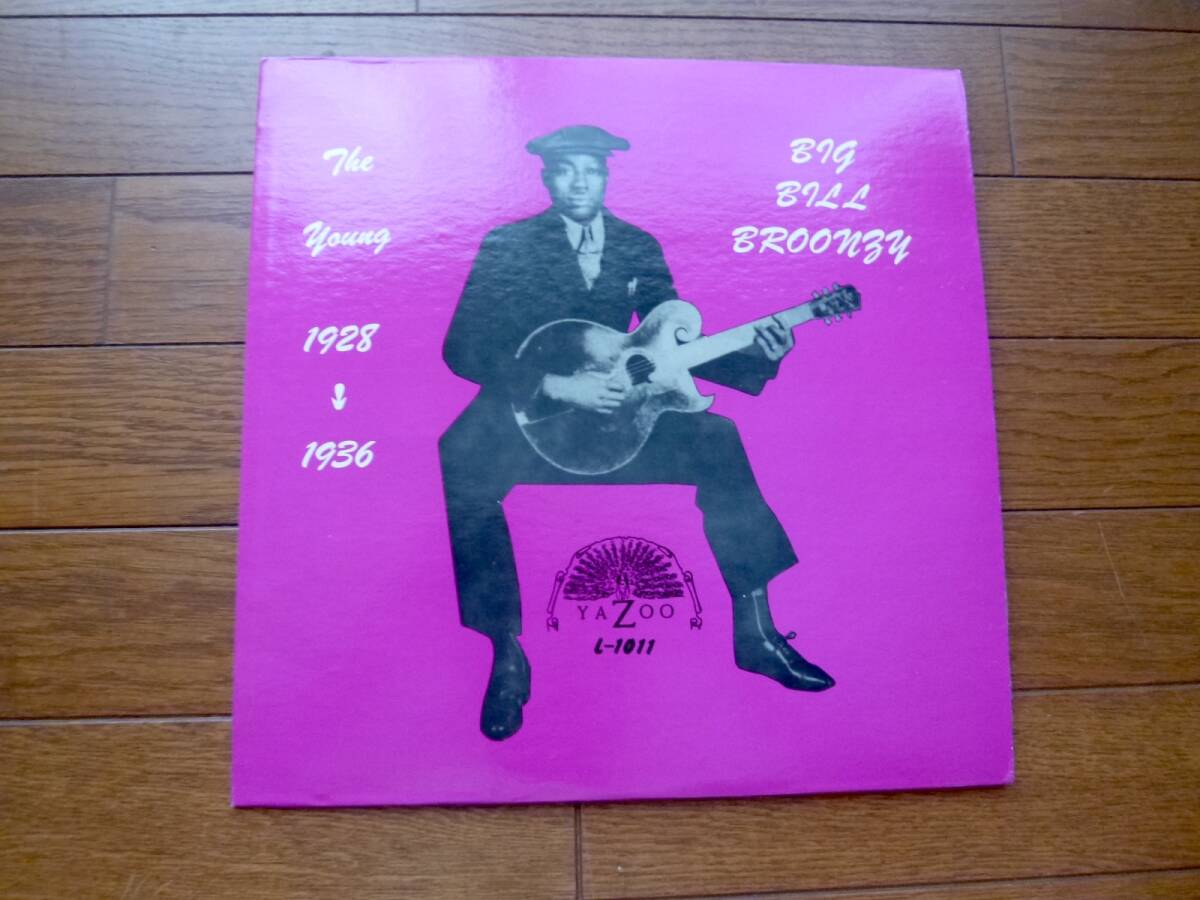 The
Young
1928
1936
BIG
BILL
BROONZY
YAZOO
L-1011